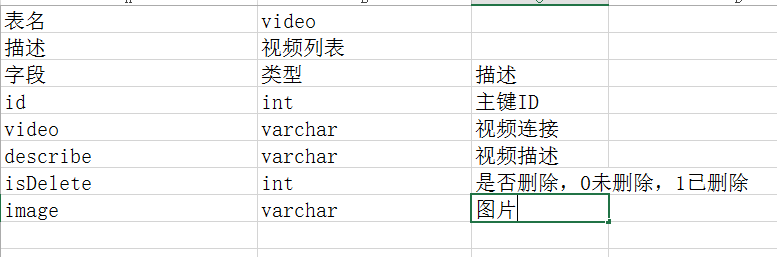 表名 video
描述 视频列表
字段 类型 描述
id int 主键ID
video varchar 视频连接
describe varchar 视频描述
isDelete int 是否删除，0未删除，1已删除
image varchar 图片